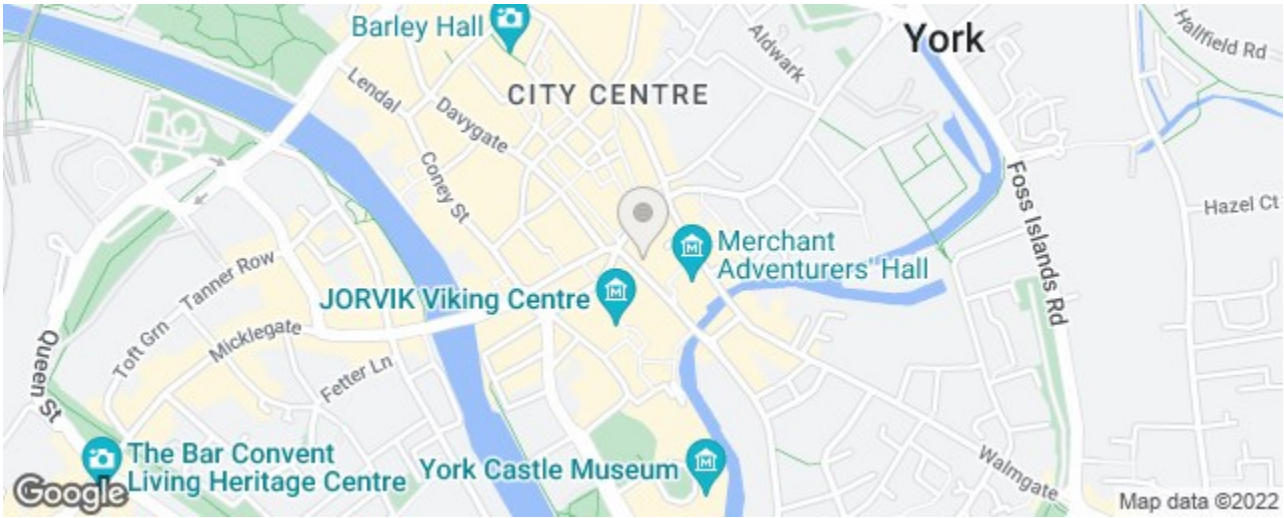 Barley Hall
York
Hallfield Rd
Aldwark
Lendal
CITY CENTRE
Davygate
Coney St
Foss Islands Rd
Hazel Ct
Merchant
Adventurers' Hall
Tanner Row
JORVIK Viking Centre
Toft Grn
Micklegate
Queen St
Fetter Ln
The Bar Convent
Living Heritage Centre
York Castle Museum
Walmgate
Google
Map data ©2022